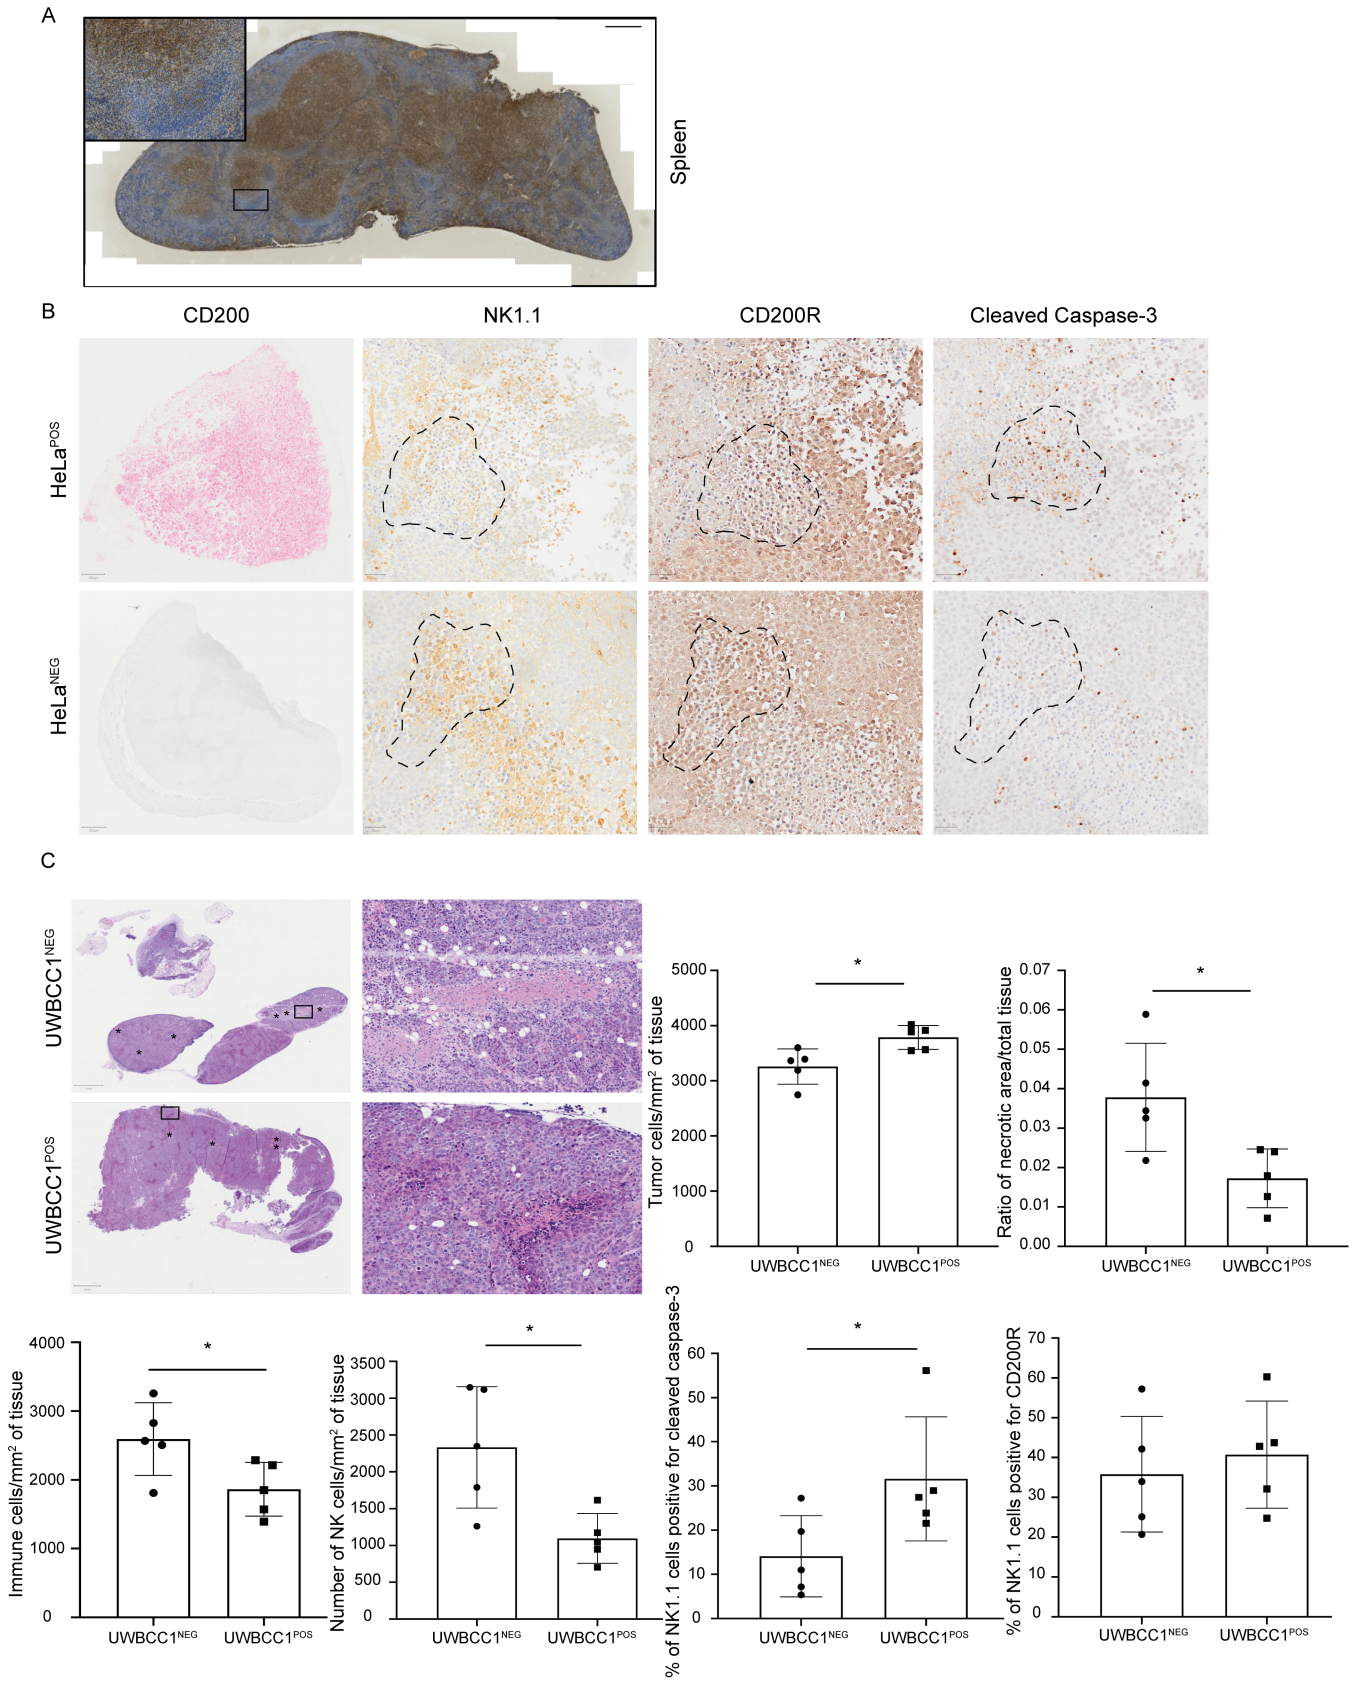 A
Spleen
B
CD200
NK1.1
CD200R
Cleaved Caspase-3
HeLaPOS
HeLaNEG
C
UWBCC1NEG
UWBCC1POS
* * *
* * *
* * * *
Tumor cells/mm2 of tissue
5000
4000
3000
2000
1000
0
*
UWBCC1NEG
UWBCC1POS
Ratio of necrotic area/total tissue
0.07
0.06
0.05
0.04
0.03
0.02
0.01
0.00
*
UWBCC1NEG
UWBCC1POS
Immune cells/mm2 of tissue
4000
3000
2000
1000
0
*
UWBCC1NEG
UWBCC1POS
Number of NK cells/mm2 of tissue
3500
3000
2500
2000
1500
1000
500
0
*
UWBCC1NEG
UWBCC1POS
% of NK1.1 cells positive for cleaved caspase-3
60
50
40
30
20
10
0
*
UWBCC1NEG
UWBCC1POS
% of NK1.1 cells positive for CD200R
70
60
50
40
30
20
10
0
UWBCC1NEG
UWBCC1POS